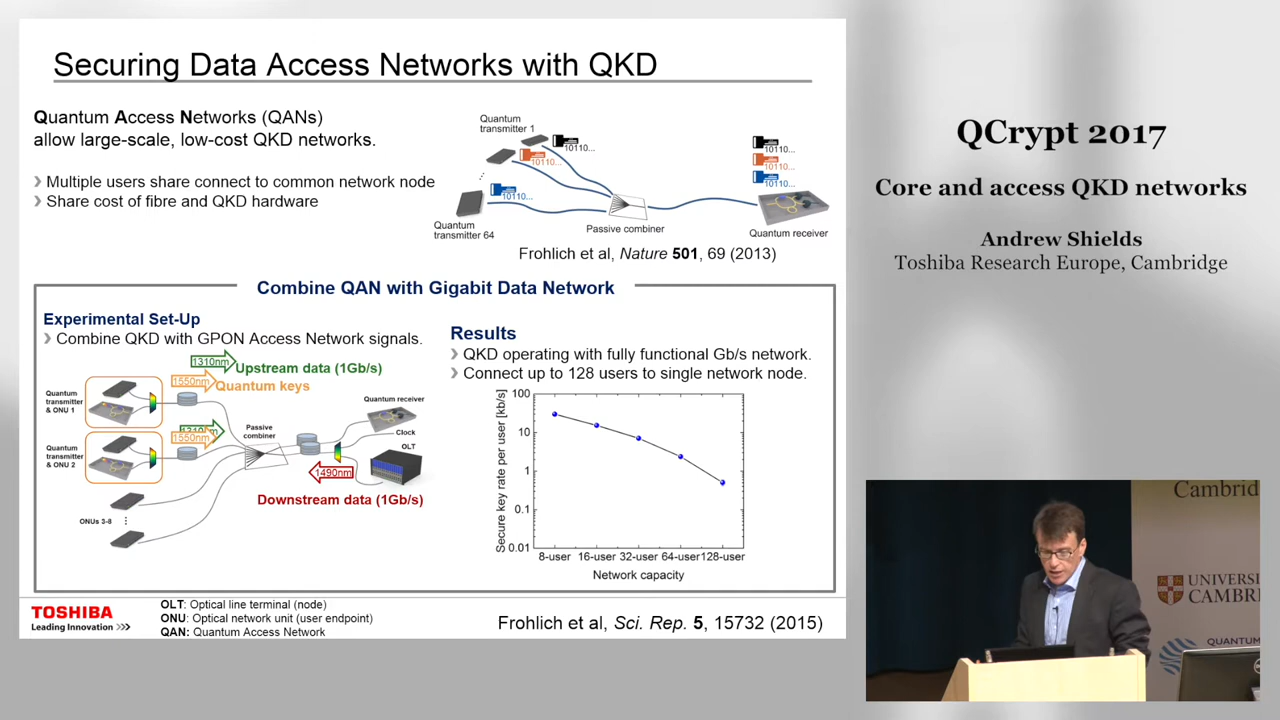 Securing Data Access Networks with QKD
Quantum Access Networks (QANs)
allow large-scale, low-cost QKD networks.
Multiple users share connect to common network node
Share cost of fibre and QKD hardware
Quantum
transmitter 1
10110...
10110...
10110...
Quantum
transmitter 64
Passive combiner
10110...
10110...
10110...
Quantum receiver
Frohlich et al, Nature 501, 69 (2013)
Combine QAN with Gigabit Data Network
Experimental Set-Up
Combine QKD with GPON Access Network signals.
1310nm
Upstream data (1Gb/s)
1550nm
Quantum keys
Quantum
transmitter
& ONU 1
1310nm
1550nm
Quantum
transmitter
& ONU 2
Passive
combiner
Quantum receiver
Clock
OLT
1490nm
Downstream data (1Gb/s)
ONUs 3-8
Results
QKD operating with fully functional Gb/s network.
Connect up to 128 users to single network node.
Secure key rate per user [kb/s]
100
10
1
0.1
0.01
8-user 16-user 32-user 64-user 128-user
Network capacity
TOSHIBA
Leading Innovation
OLT: Optical line terminal (node)
ONU: Optical network unit (user endpoint)
QAN: Quantum Access Network
Frohlich et al, Sci. Rep. 5, 15732 (2015)
QCrypt 2017
Core and access QKD networks
Andrew Shields
Toshiba Research Europe, Cambridge
Cambrid
UNIVERSI
CAMBRI
QUANTUM